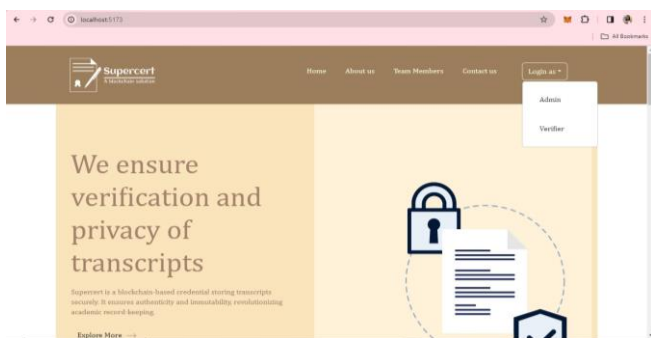 localhost:5173
All Bookmarks
Supercert
A blockchain solution
Home About us Team Members Contact us Login as
Admin
Verifier
We ensure
verification and
privacy of
transcripts
Supercert is a blockchain-based credential storing transcripts
securely. It ensures authenticity and immutability revolutionizing
academic record-keeping.
Explore More →